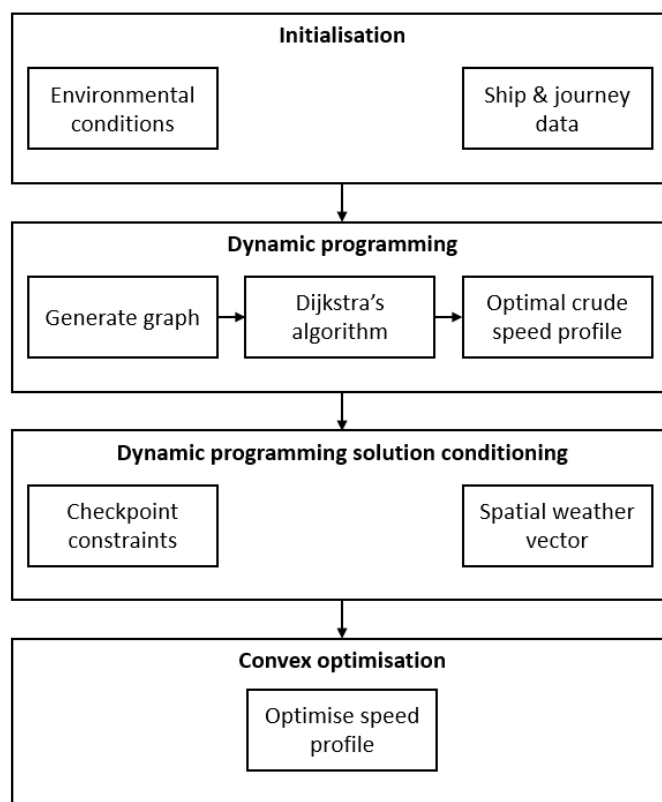 Initialisation
Environmental
conditions
Ship & journey
data
Dynamic programming
Generate graph
Dijkstra's
algorithm
Optimal crude
speed profile
Dynamic programming solution conditioning
Checkpoint
constraints
Spatial weather
vector
Convex optimisation
Optimise speed
profile